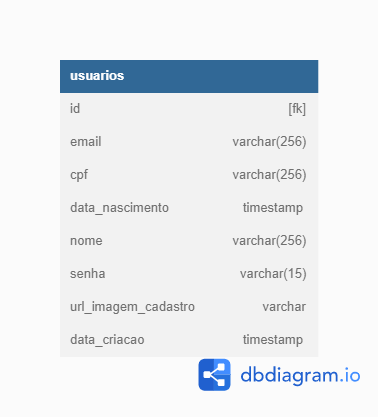 usuarios
id [fk]
email varchar(256)
cpf varchar(256)
data_nascimento timestamp
nome varchar(256)
senha varchar(15)
url_imagem_cadastro varchar
data_criacao timestamp
dbdiagram.io